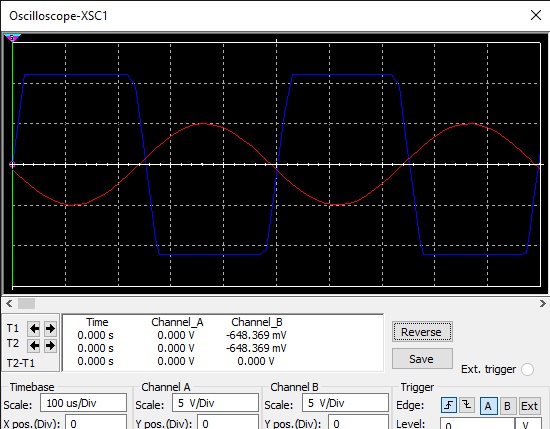 Oscilloscope-XSC1
Time Channel_A Channel_B
T1 0.000 s 0.000 V -648.369 mV
T2 0.000 s 0.000 V -648.369 mV
T2-T1 0.000 s 0.000 V 0.000 V
Reverse
Save
Ext. trigger
Timebase Channel A Channel B Trigger
Scale: 100 us/Div Scale: 5 V/Div Scale: 5 V/Div Edge: A B Ext
X pos.(Div): 0 Y pos.(Div): 0 Y pos.(Div): 0 Level: 0 V